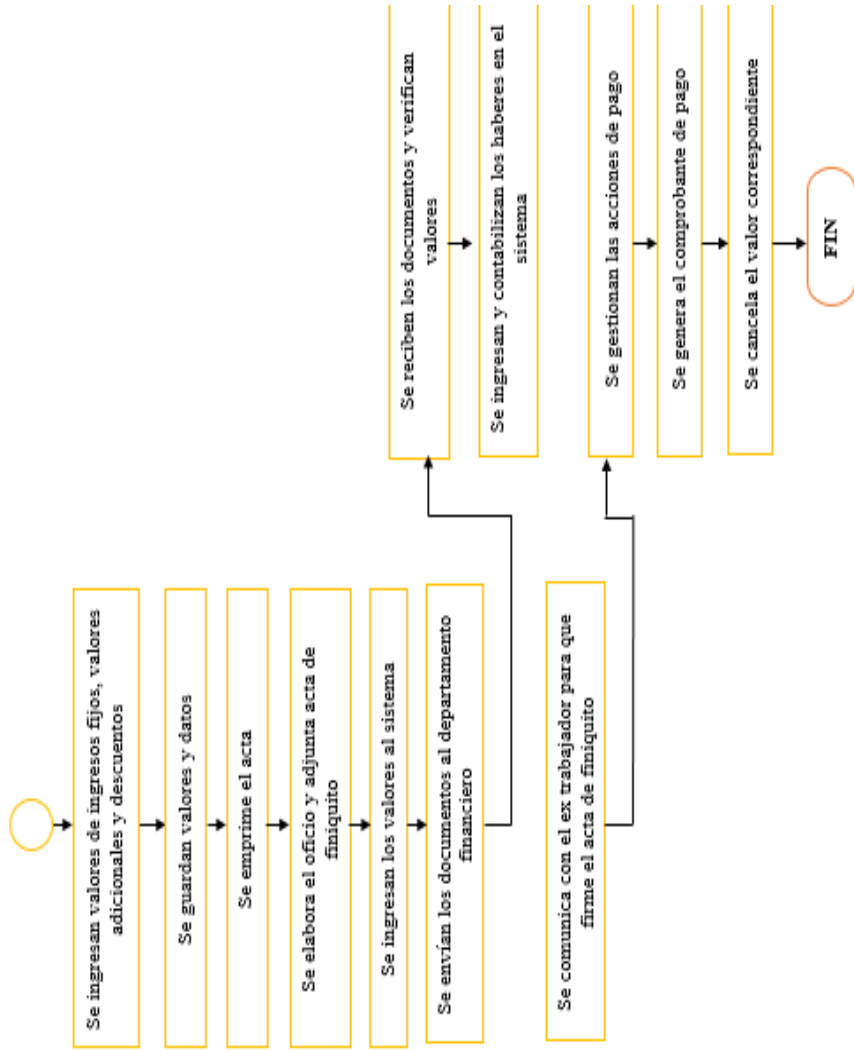 Se ingresan valores de ingresos fijos, valores
adicionales y descuentos
Se guardan valores y datos
Se emprime el acta
Se elabora el oficio y adjunta acta de
finiquito
Se ingresan los valores al sistema
Se envían los documentos al departamento
financiero
Se reciben los documentos y verifican
valores
Se ingresan y contabilizan los haberes en el
sistema
Se comunica con el ex trabajador para que
firme el acta de finiquito
Se gestionan las acciones de pago
Se genera el comprobante de pago
Se cancela el valor correspondiente
FIN